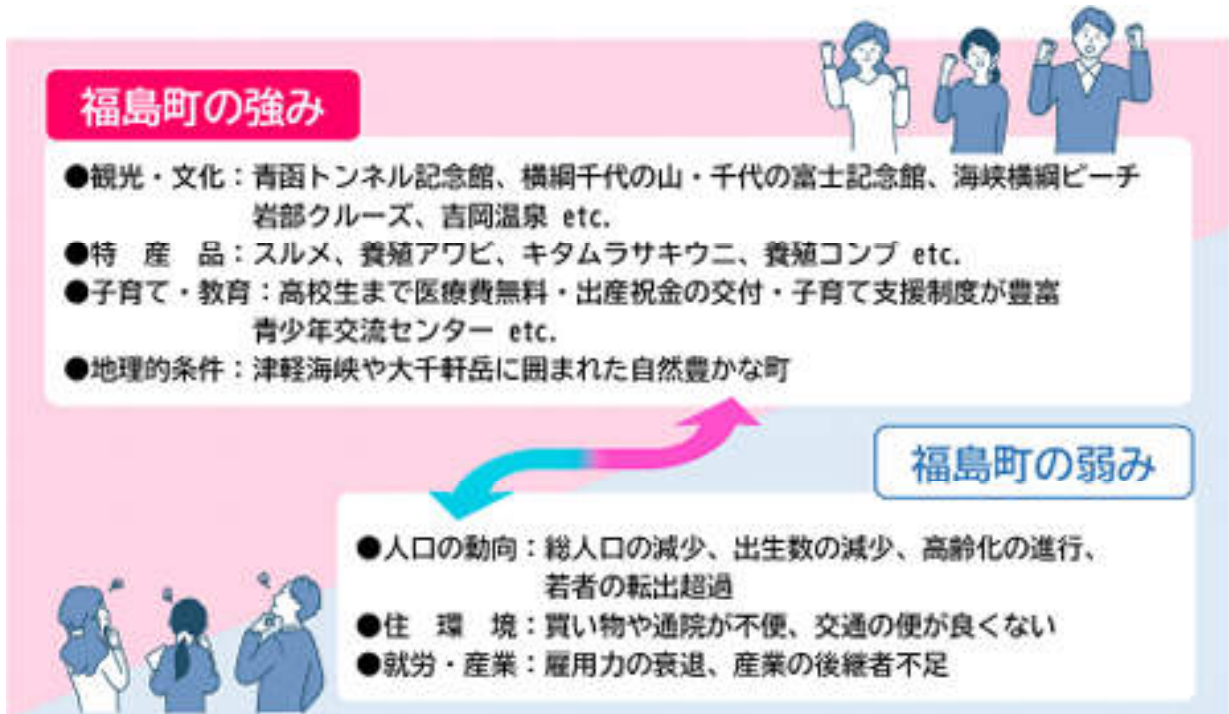 福島町の強み
●観光・文化：青函トンネル記念館、横綱千代の山・千代の富士記念館、海峡横綱ビーチ
岩部クルーズ、吉岡温泉 etc.
●特　産　品：スルメ、養殖アワビ、キタムラサキウニ、養殖コンブ etc.
●子育て・教育：高校生まで医療費無料・出産祝金の交付・子育て支援制度が豊富
青少年交流センター etc.
●地理的条件：津軽海峡や大千軒岳に囲まれた自然豊かな町
福島町の弱み
●人口の動向：総人口の減少、出生数の減少、高齢化の進行、
若者の転出超過
●住　環　境：買い物や通院が不便、交通の便が良くない
●就労・産業：雇用力の衰退、産業の後継者不足